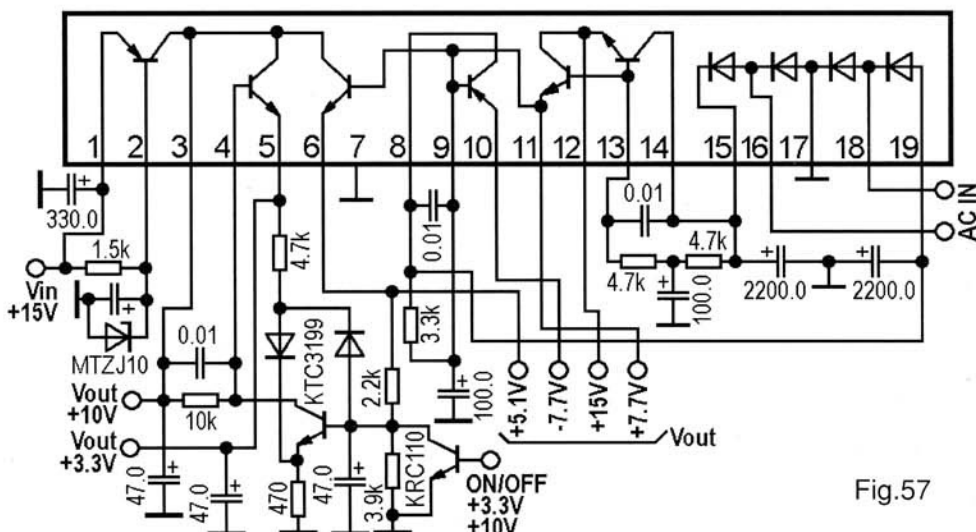 1 2 3 4 5 6 7 8 9 10 11 12 13 14 15 16 17 18 19
330.0
1.5k
Vin
+15V
MTZJ10
0.01
10k
Vout
+10V
Vout
+3.3V
47.0
47.0
4.7k
KTC3199
470
47.0
2.2k
3.9k
KRC110
0.01
3.3k
100.0
ON/OFF
+3.3V
+10V
+5.1V
-7.7V
+15V
+7.7V
Vout
0.01
4.7k
4.7k
100.0
2200.0
2200.0
AC IN
Fig.57